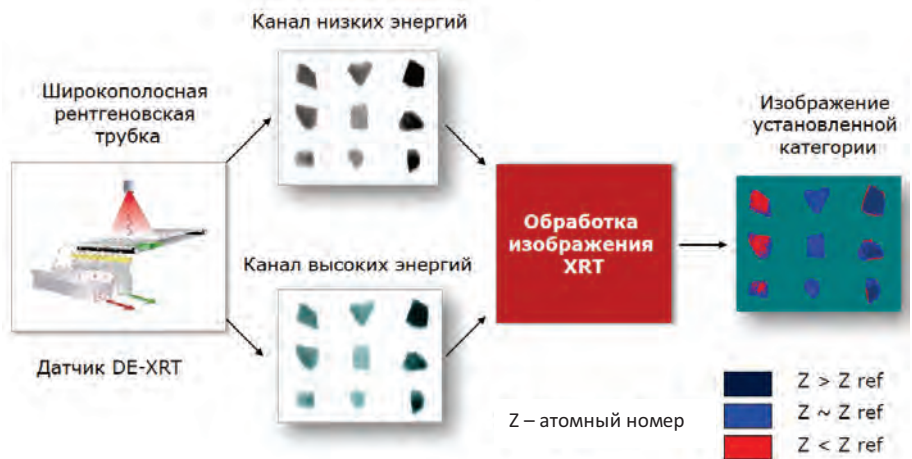 Канал низких энергий
Широкополосная
рентгеновская
трубка
Изображение
установленной
категории
Обработка
изображения
XRT
Канал высоких энергий
Датчик DE-XRT
Z – атомный номер
Z > Z ref
Z ~ Z ref
Z < Z ref